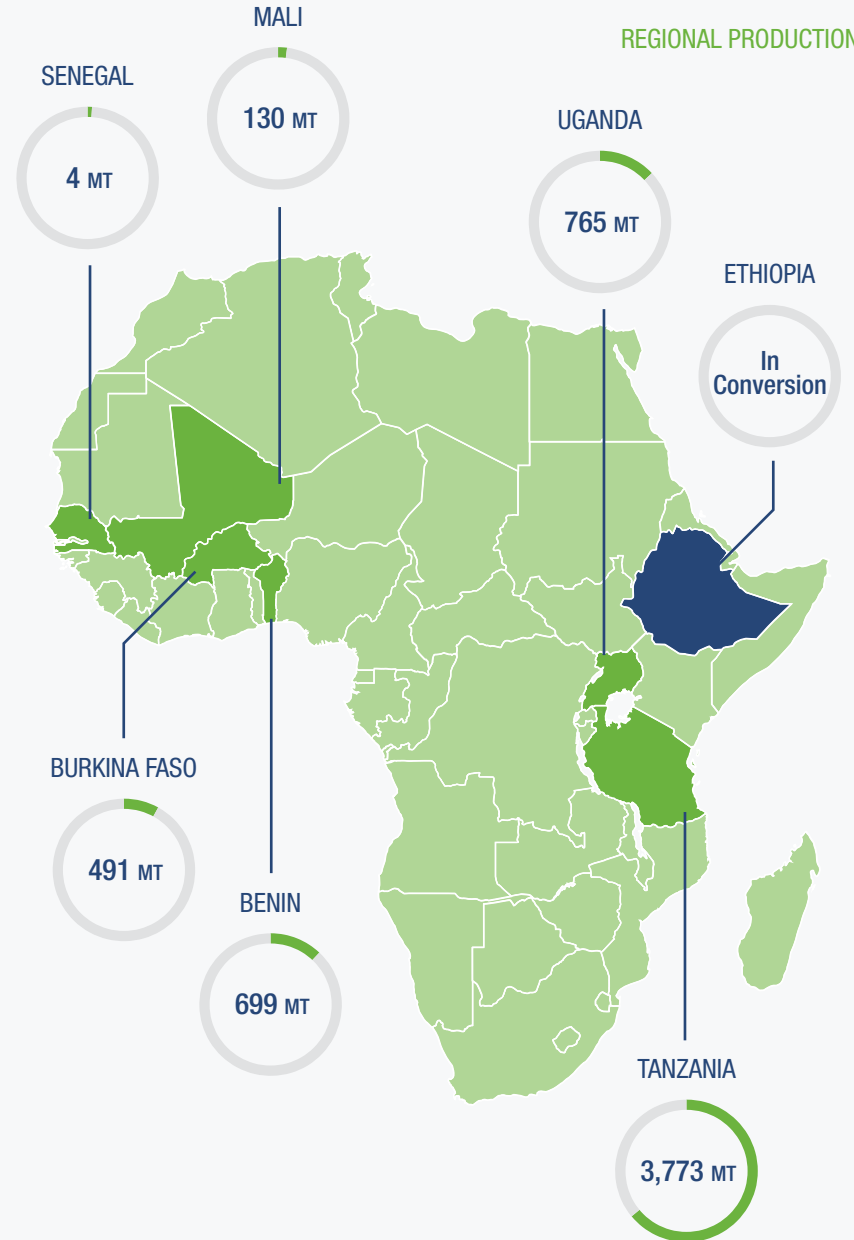 MALI
REGIONAL PRODUCTION
SENEGAL
130 MT
UGANDA
4 MT
765 MT
ETHIOPIA
In
Conversion
BURKINA FASO
491 MT
BENIN
699 MT
TANZANIA
3,773 MT